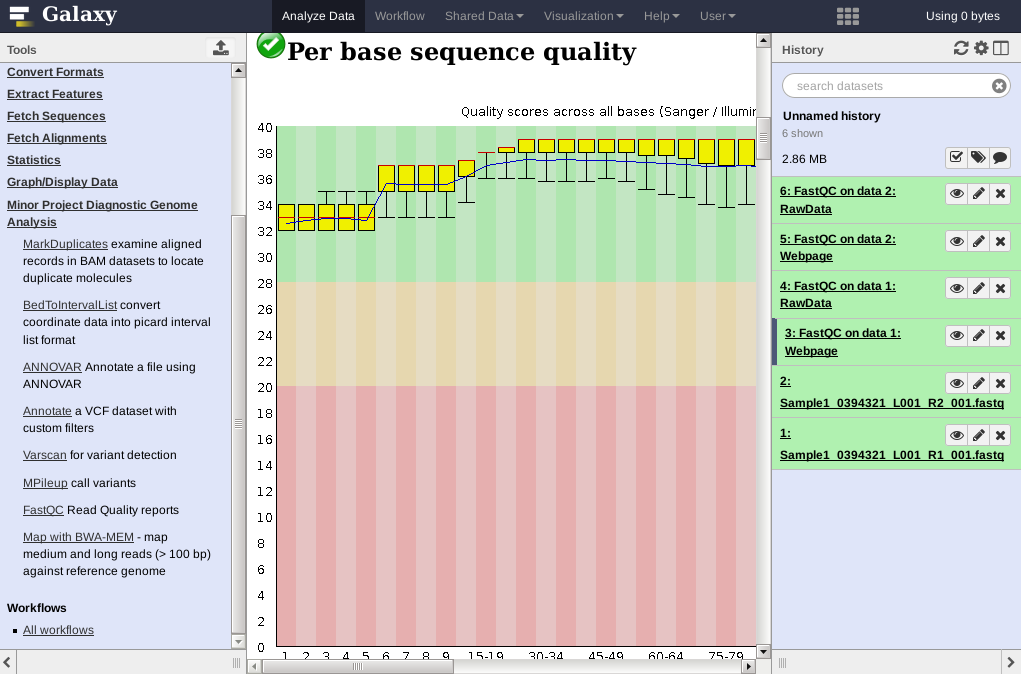 Galaxy
Analyze Data Workflow Shared Data Visualization Help User
Using 0 bytes
Tools
Convert Formats
Extract Features
Fetch Sequences
Fetch Alignments
Statistics
Graph/Display Data
Minor Project Diagnostic Genome
Analysis
MarkDuplicates examine aligned
records in BAM datasets to locate
duplicate molecules
BedToIntervalList convert
coordinate data into picard interval
list format
ANNOVAR Annotate a file using
ANNOVAR
Annotate a VCF dataset with
custom filters
Varscan for variant detection
MPileup call variants
FastQC Read Quality reports
Map with BWA-MEM - map
medium and long reads (> 100 bp)
against reference genome
Workflows
All workflows
Per base sequence quality
Quality scores across all bases (Sanger / Illumin
40
38
36
34
32
30
28
26
24
22
20
18
16
14
12
10
8
6
4
2
0
1 2 3 4 5 6 7 8 9 15-19 30-34 45-49 60-64 75-79
History
search datasets
Unnamed history
6 shown
2.86 MB
6: FastQC on data 2:
RawData
5: FastQC on data 2:
Webpage
4: FastQC on data 1:
RawData
3: FastQC on data 1:
Webpage
2:
Sample1_0394321_L001_R2_001.fastq
1:
Sample1_0394321_L001_R1_001.fastq